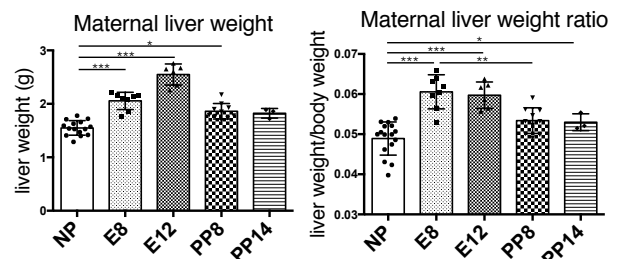 Maternal liver weight
liver weight (g)
3
2
1
0
*
***
***
NP
E8
E12
PP8
PP14
Maternal liver weight ratio
liver weight/body weight
0.07
0.06
0.05
0.04
0.03
*
***
***
**
NP
E8
E12
PP8
PP14